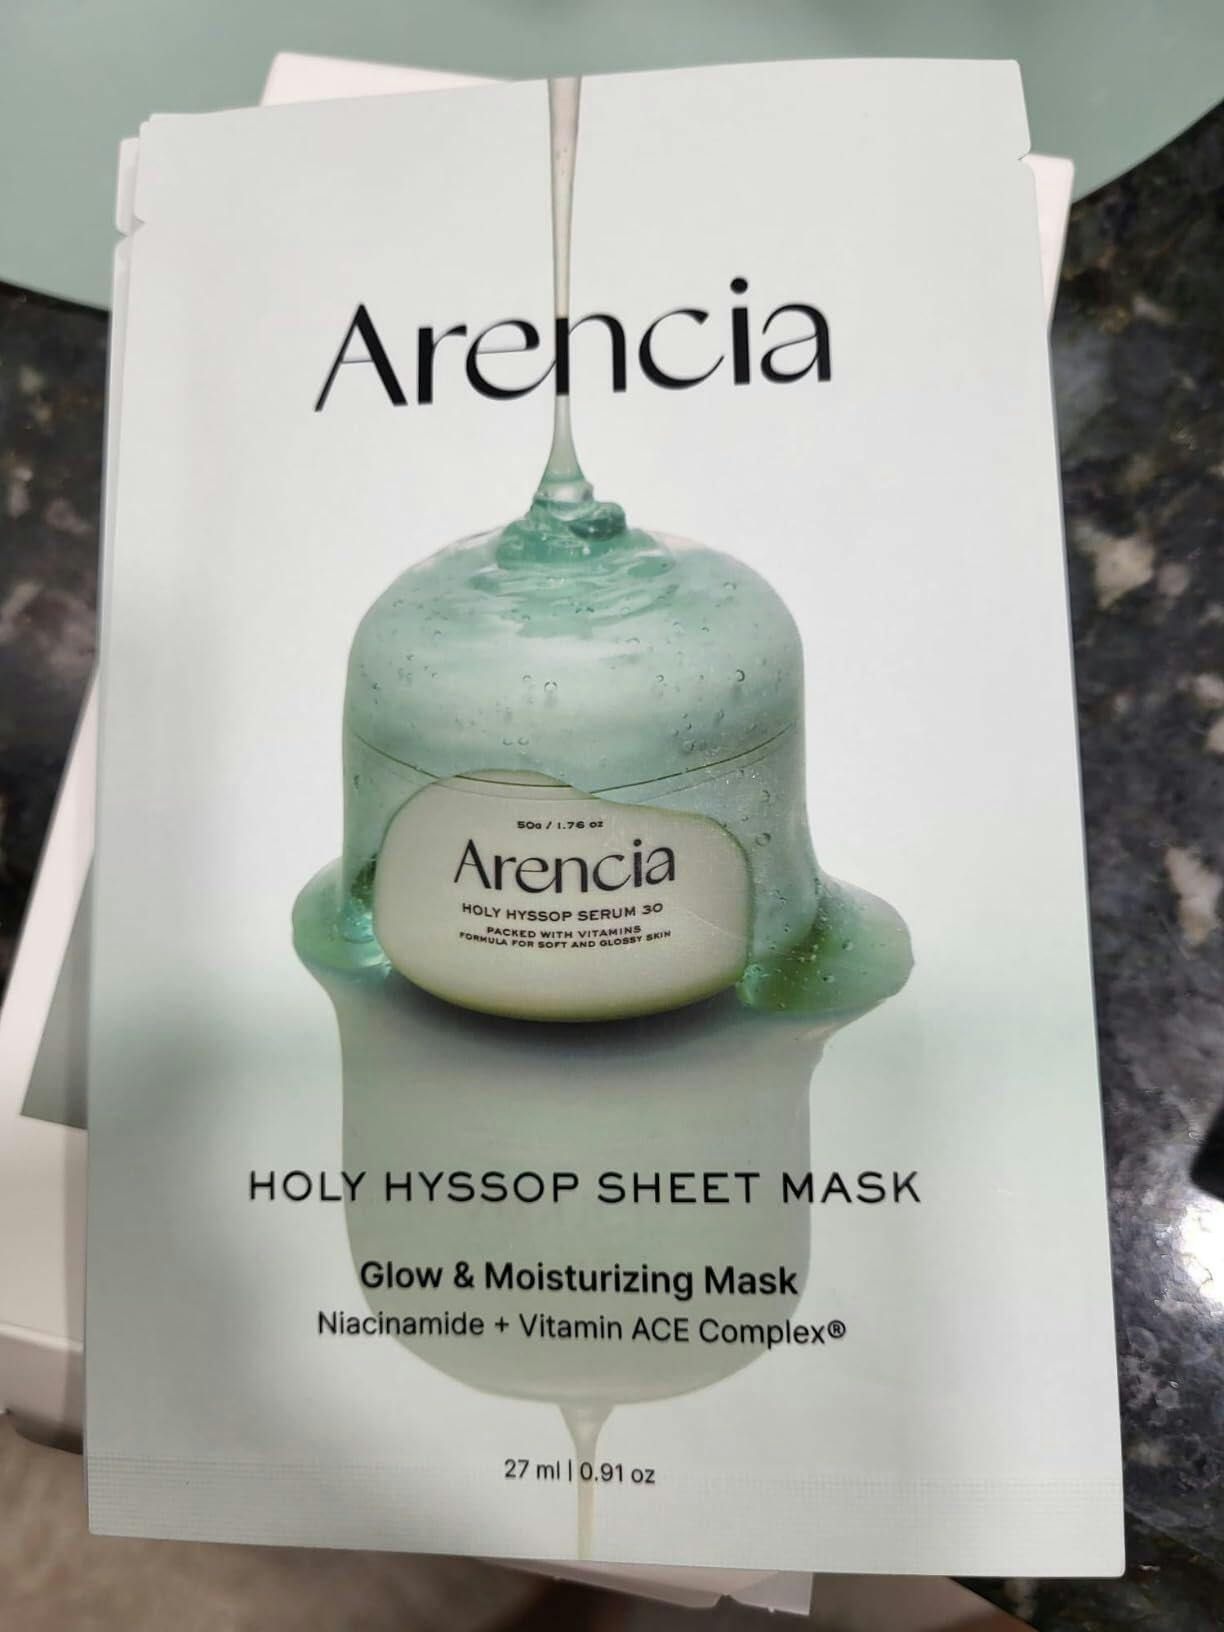 Arencia
50g / 1.76 oz
Arencia
HOLY HYSSOP SERUM 30
PACKED WITH VITAMINS
FORMULA FOR SOFT AND GLOSSY SKIN
HOLY HYSSOP SHEET MASK
Glow & Moisturizing Mask
Niacinamide + Vitamin ACE Complex®
27 ml | 0.91 oz